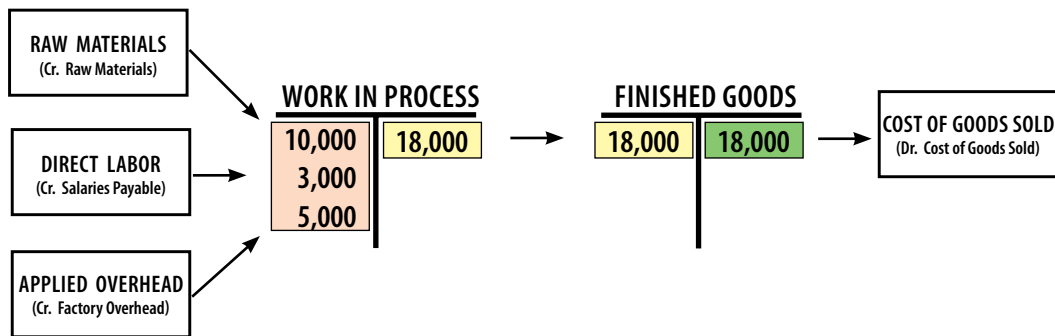 RAW MATERIALS
(Cr. Raw Materials)
DIRECT LABOR
(Cr. Salaries Payable)
APPLIED OVERHEAD
(Cr. Factory Overhead)
WORK IN PROCESS
10,000 18,000
3,000
5,000
FINISHED GOODS
18,000 18,000
COST OF GOODS SOLD
(Dr. Cost of Goods Sold)